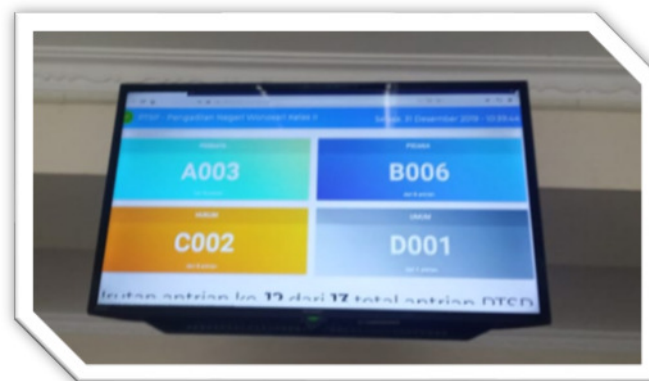 PTSP - Pengadilan Negeri Wonosari Kelas II
Selasa, 31 Desember 2019 - 10:39:44
PERDATA
PIDANA
A003
B006
HUKUM
UMUM
C002
D001
Urutan antrian ke 12 dari 17 total antrian PTSP